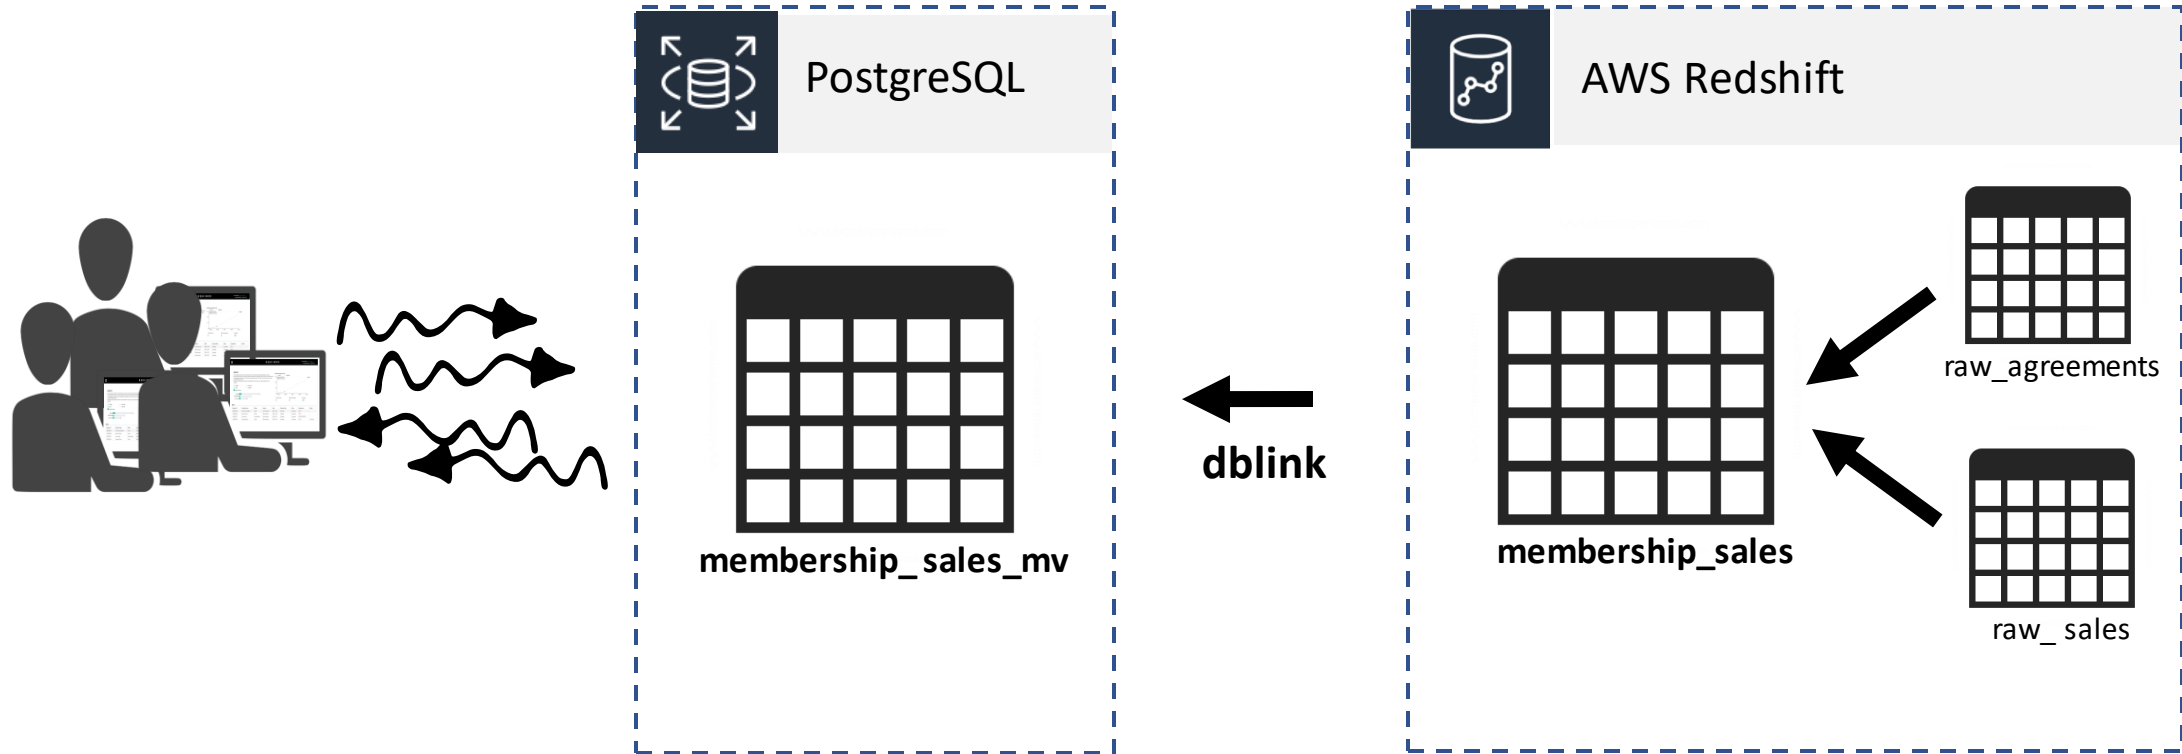 PostgreSQL
AWS Redshift
raw_agreements
dblink
membership_ sales_mv
membership_sales
raw_ sales